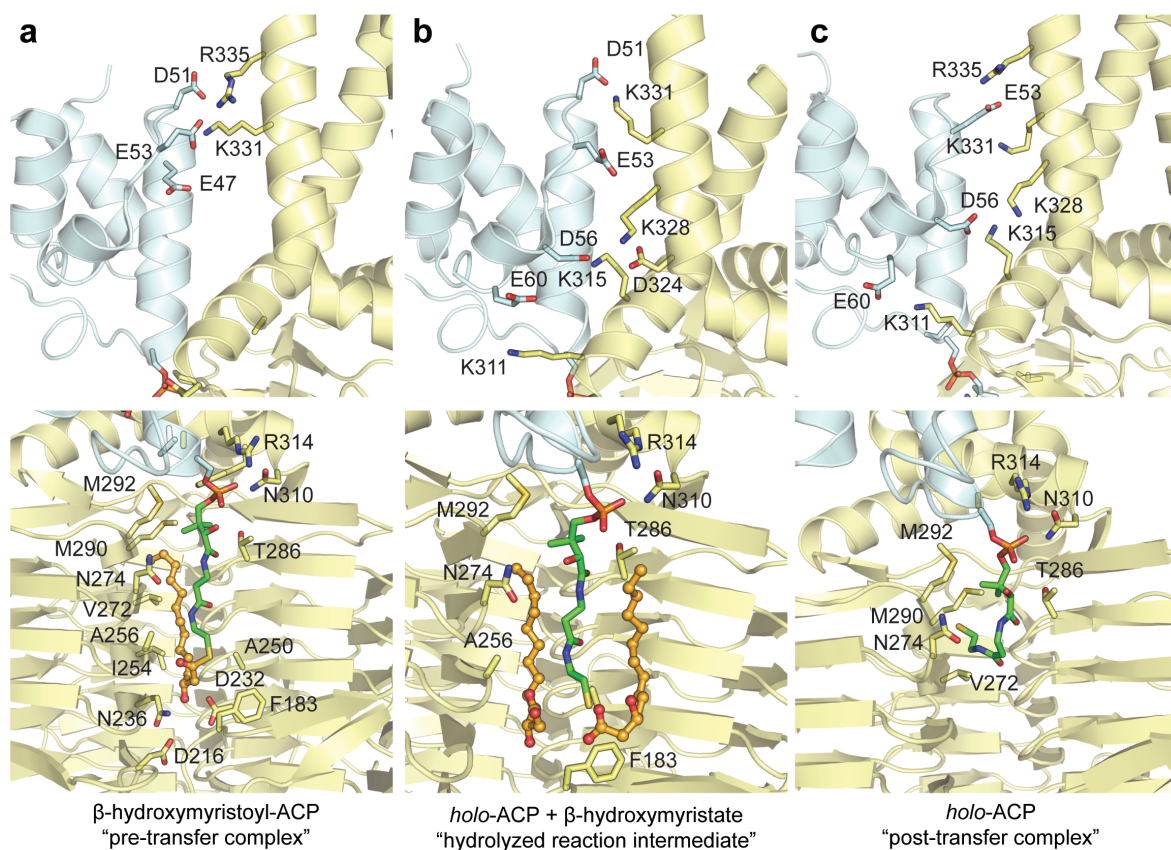 a
R335
D51
K331
E53
E47
b
D51
K331
E53
K328
D56
E60
K315
D324
K311
c
R335
E53
K331
D56
K328
K315
E60
K311
R314
M292
N310
M290
T286
N274
V272
A256
A250
I254
D232
N236
F183
D216
R314
M292
N310
T286
N274
A256
F183
R314
N310
M292
T286
M290
N274
V272
β-hydroxymyristoyl-ACP
“pre-transfer complex”
holo-ACP + β-hydroxymyristate
“hydrolyzed reaction intermediate”
holo-ACP
“post-transfer complex”